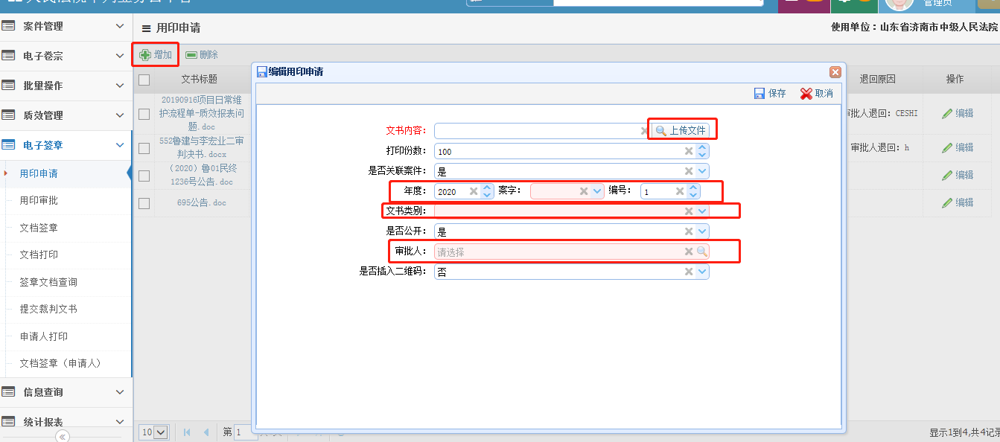 管理员
案件管理
用印申请
使用单位：山东省济南市中级人民法院
电子卷宗
增加
删除
批量操作
文书标题
退回原因
操作
质效管理
20190916项目日常维
护流程单-质效报表问
题.doc
审批人退回：CESHI
编辑
电子签章
552鲁建与李宏业二审
判决书.docx
审批人退回：h
编辑
用印申请
（2020）鲁01民终
1236号公告.doc
编辑
用印审批
695公告.doc
编辑
文档签章
文档打印
签章文档查询
提交裁判文书
申请人打印
文档签章（申请人）
信息查询
统计报表
编辑用印申请
保存
取消
文书内容：
上传文件
打印份数： 100
是否关联案件： 是
年度： 2020 案字： 编号： 1
文书类别：
是否公开： 是
审批人： 请选择
是否插入二维码： 否
10
第 1
显示1到4,共4记录